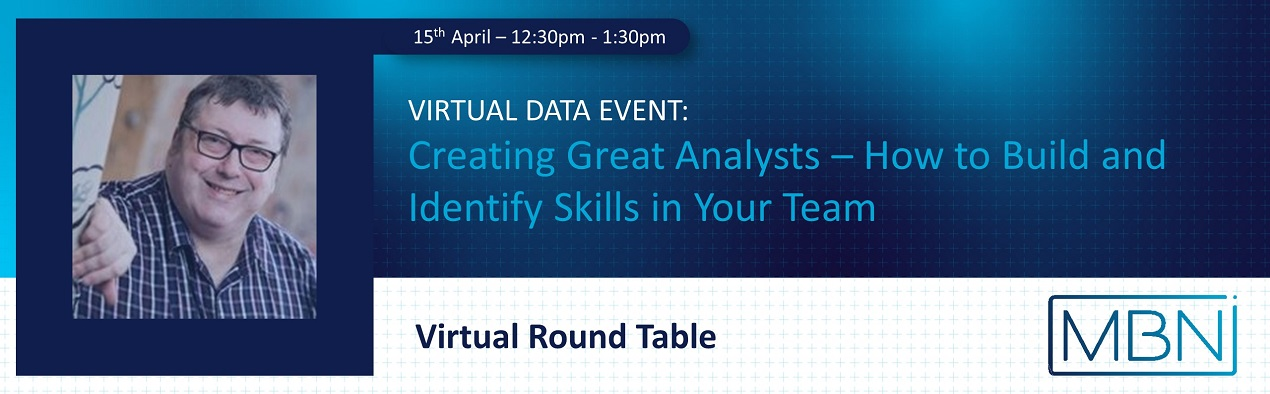 15th April – 12:30pm - 1:30pm
VIRTUAL DATA EVENT:
Creating Great Analysts – How to Build and
Identify Skills in Your Team
Virtual Round Table
MBN